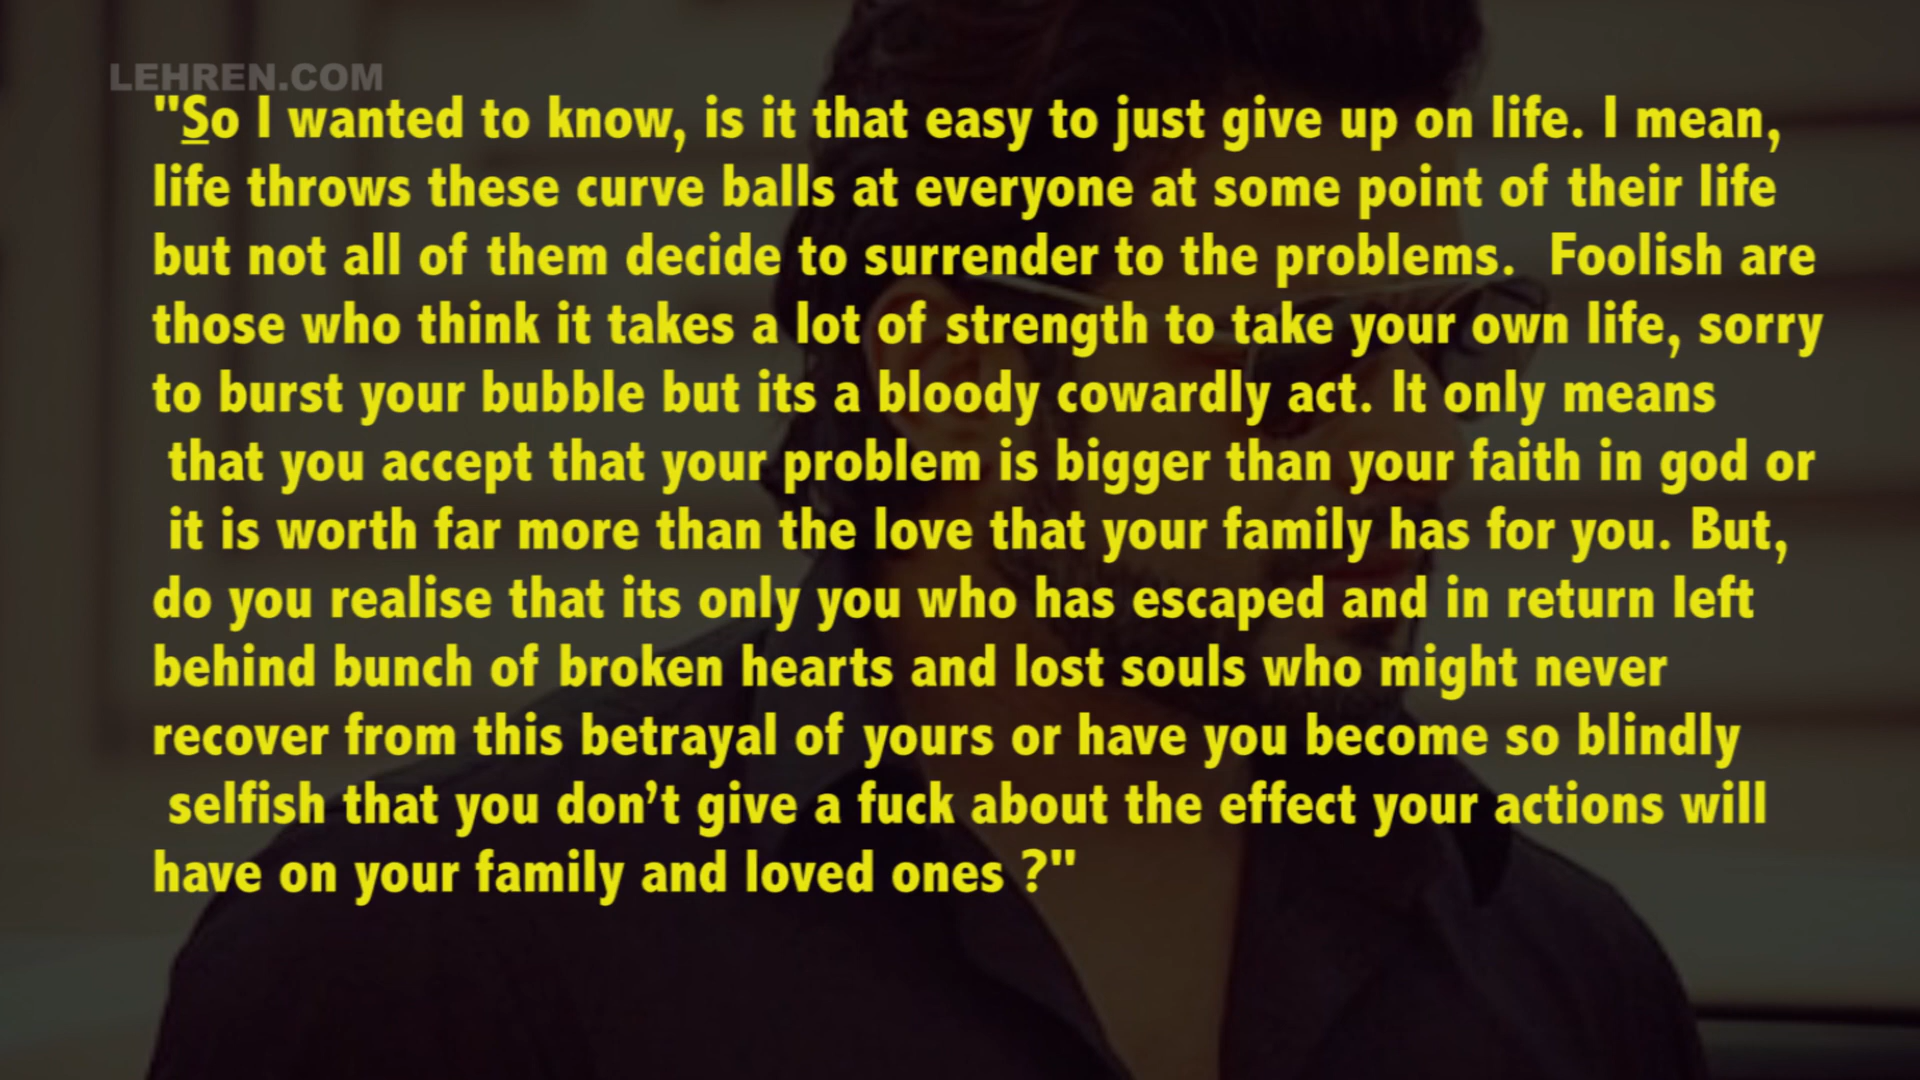 LEHREN.COM
"So I wanted to know, is it that easy to just give up on life. I mean,
life throws these curve balls at everyone at some point of their life
but not all of them decide to surrender to the problems.  Foolish are
those who think it takes a lot of strength to take your own life, sorry
to burst your bubble but its a bloody cowardly act. It only means
that you accept that your problem is bigger than your faith in god or
it is worth far more than the love that your family has for you. But,
do you realise that its only you who has escaped and in return left
behind bunch of broken hearts and lost souls who might never
recover from this betrayal of yours or have you become so blindly
selfish that you don’t give a fuck about the effect your actions will
have on your family and loved ones ?"